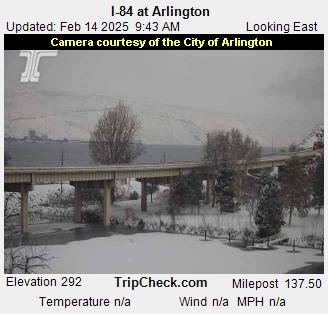 I-84 at Arlington
Updated: Feb 14 2025 9:43 AM Looking East
Camera courtesy of the City of Arlington
Elevation 292 TripCheck.com Milepost 137.50
Temperature n/a Wind n/a MPH n/a